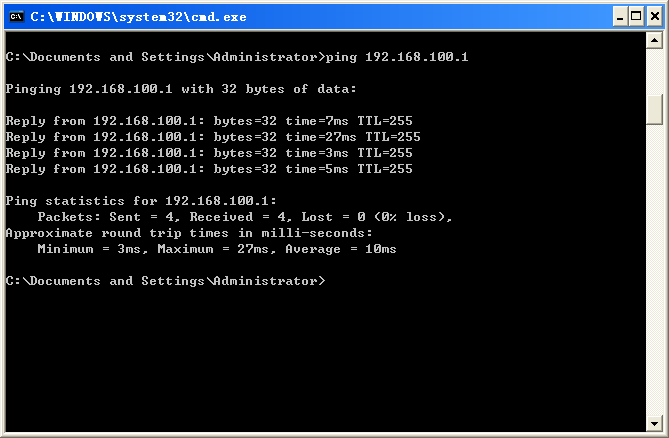 C:\WINDOWS\system32\cmd.exe
C:\Documents and Settings\Administrator>ping 192.168.100.1
Pinging 192.168.100.1 with 32 bytes of data:
Reply from 192.168.100.1: bytes=32 time=7ms TTL=255
Reply from 192.168.100.1: bytes=32 time=27ms TTL=255
Reply from 192.168.100.1: bytes=32 time=3ms TTL=255
Reply from 192.168.100.1: bytes=32 time=5ms TTL=255
Ping statistics for 192.168.100.1:
    Packets: Sent = 4, Received = 4, Lost = 0 (0% loss),
Approximate round trip times in milli-seconds:
    Minimum = 3ms, Maximum = 27ms, Average = 10ms
C:\Documents and Settings\Administrator>